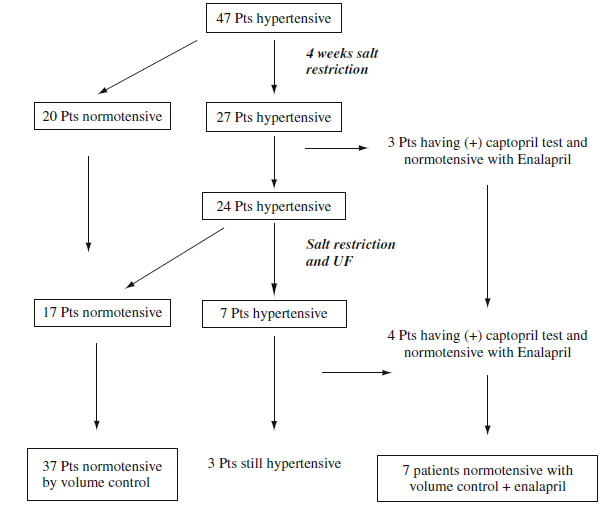 47 Pts hypertensive
4 weeks salt
restriction
20 Pts normotensive
27 Pts hypertensive
3 Pts having (+) captopril test and
normotensive with Enalapril
24 Pts hypertensive
Salt restriction
and UF
17 Pts normotensive
7 Pts hypertensive
4 Pts having (+) captopril test and
normotensive with Enalapril
37 Pts normotensive
by volume control
3 Pts still hypertensive
7 patients normotensive with
volume control + enalapril